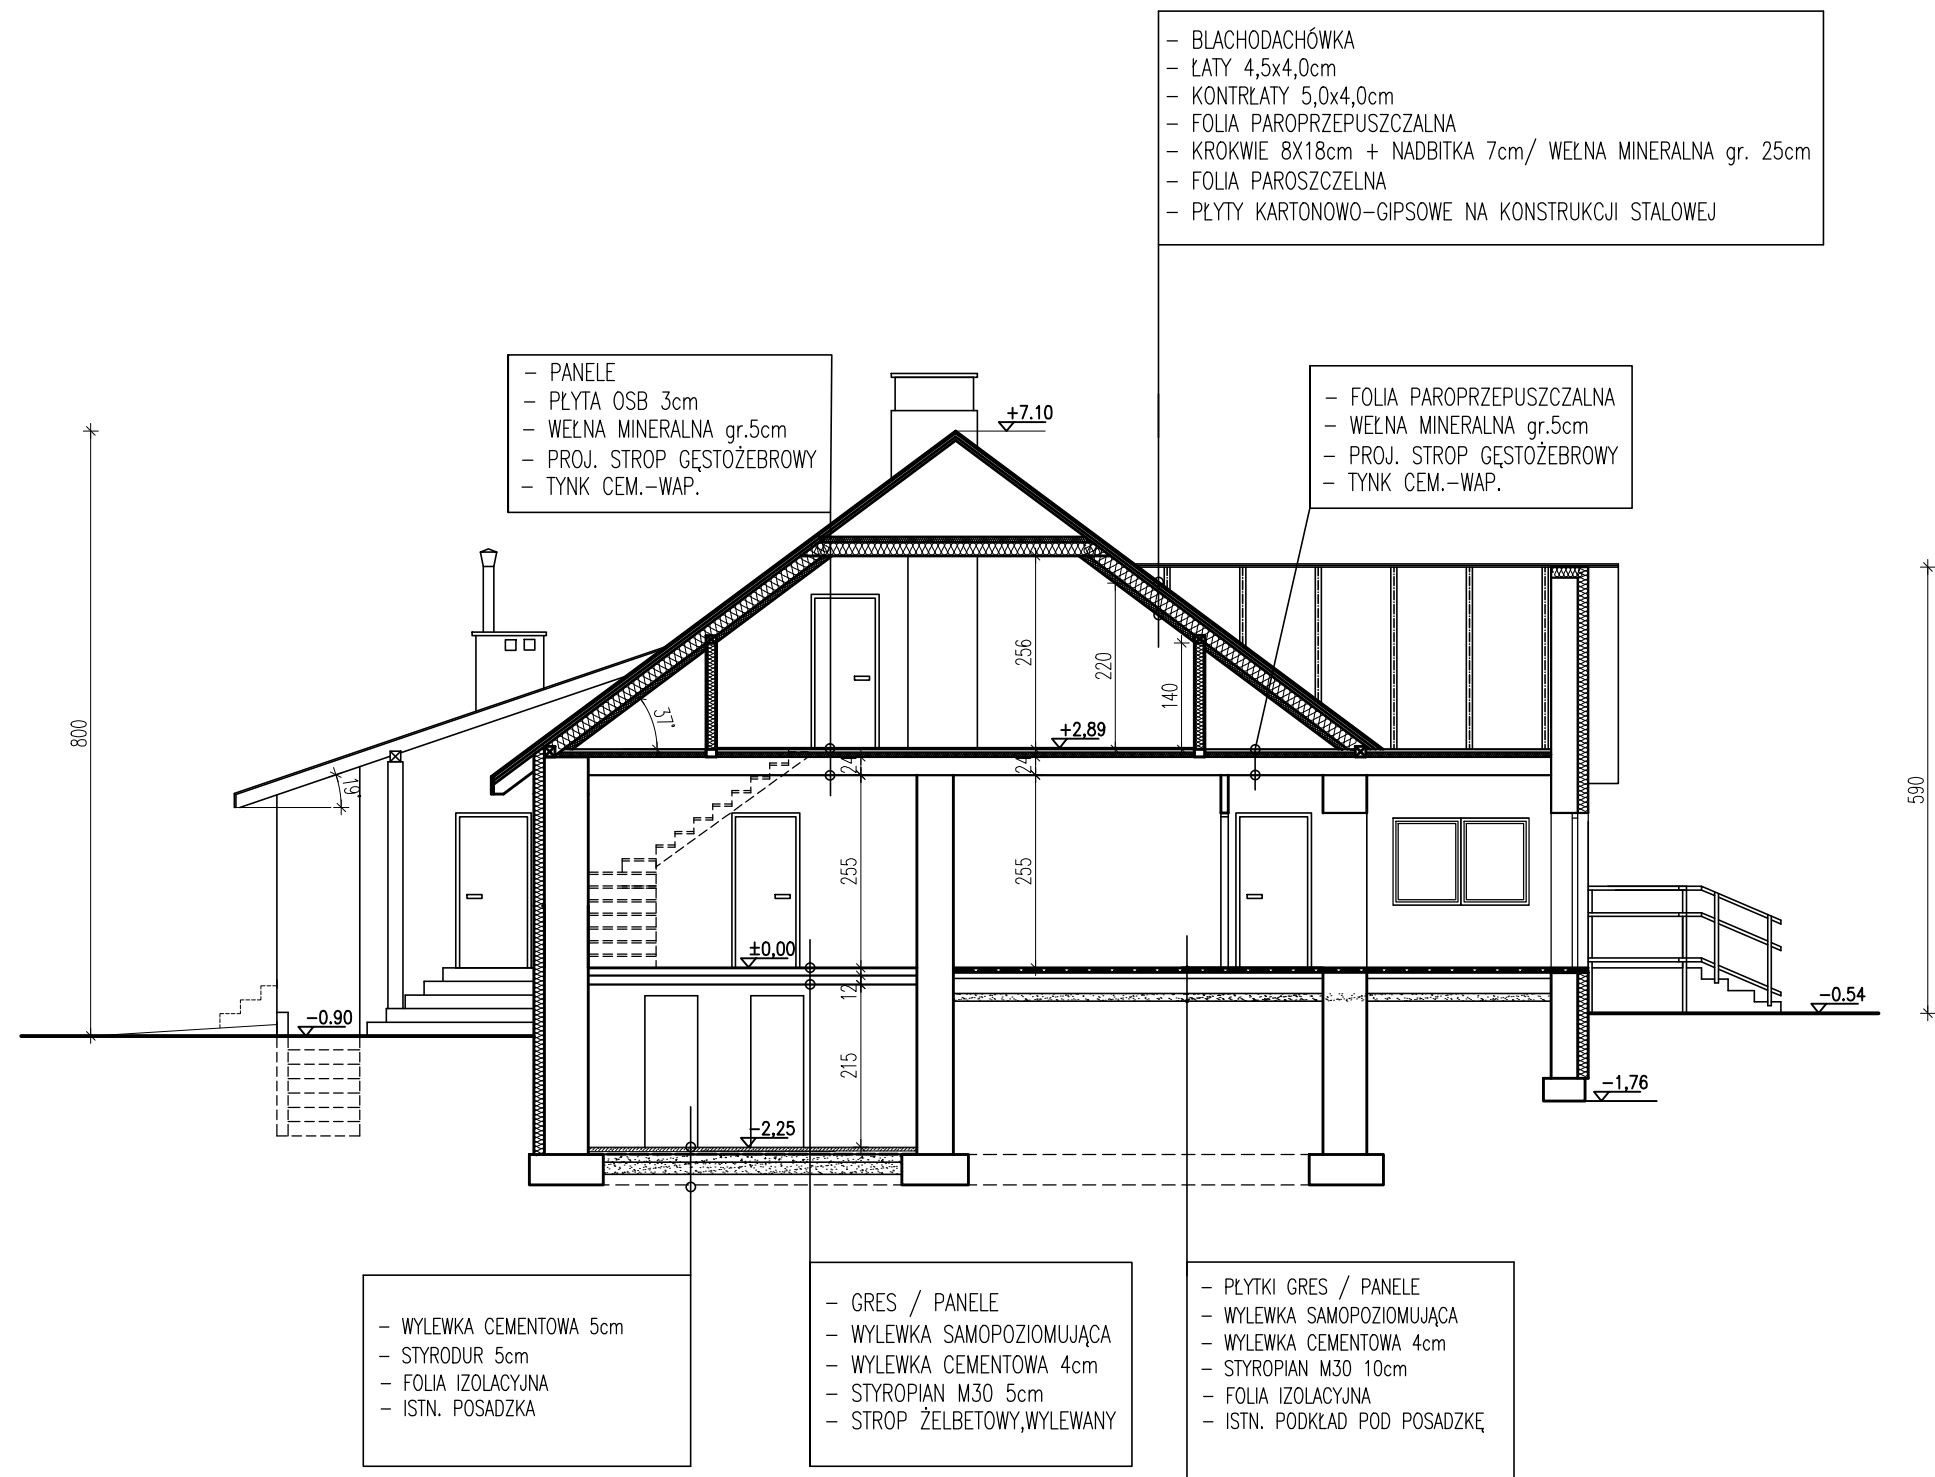 - BLACHODACHÓWKA
- ŁATY 4,5x4,0cm
- KONTRŁATY 5,0x4,0cm
- FOLIA PAROPRZEPUSZCZALNA
- KROKWIE 8X18cm + NADBITKA 7cm/ WEŁNA MINERALNA gr. 25cm
- FOLIA PAROSZCZELNA
- PŁYTY KARTONOWO-GIPSOWE NA KONSTRUKCJI STALOWEJ
- PANELE
- PŁYTA OSB 3cm
- WEŁNA MINERALNA gr.5cm
- PROJ. STROP GĘSTOŻEBROWY
- TYNK CEM.-WAP.
- FOLIA PAROPRZEPUSZCZALNA
- WEŁNA MINERALNA gr.5cm
- PROJ. STROP GĘSTOŻEBROWY
- TYNK CEM.-WAP.
+7.10
800
590
256
220
140
37°
+2,89
24
24
19°
255
255
±0,00
12
-0.90
-0.54
215
-1,76
-2,25
- WYLEWKA CEMENTOWA 5cm
- STYRODUR 5cm
- FOLIA IZOLACYJNA
- ISTN. POSADZKA
- GRES / PANELE
- WYLEWKA SAMOPOZIOMUJĄCA
- WYLEWKA CEMENTOWA 4cm
- STYROPIAN M30 5cm
- STROP ŻELBETOWY,WYLEWANY
- PŁYTKI GRES / PANELE
- WYLEWKA SAMOPOZIOMUJĄCA
- WYLEWKA CEMENTOWA 4cm
- STYROPIAN M30 10cm
- FOLIA IZOLACYJNA
- ISTN. PODKŁAD POD POSADZKĘ